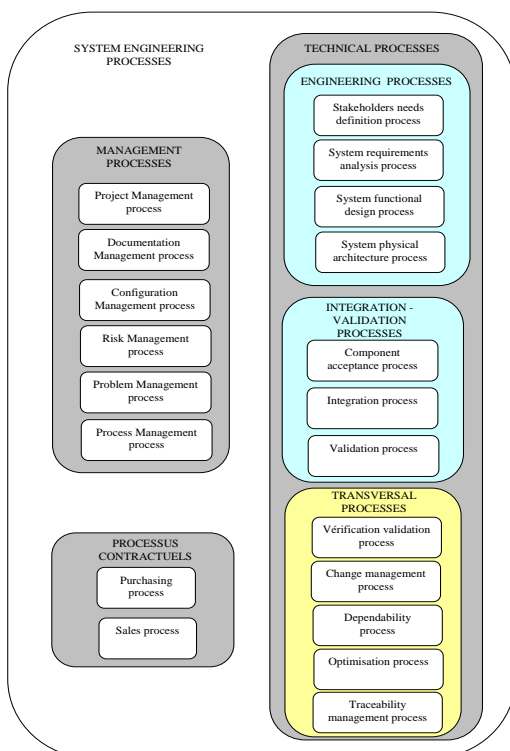 SYSTEM ENGINEERING
PROCESSES
MANAGEMENT
PROCESSES
Project Management
process
Documentation
Management process
Configuration
Management process
Risk Management
process
Problem Management
process
Process Management
process
PROCESSUS
CONTRACTUELS
Purchasing
process
Sales process
TECHNICAL PROCESSES
ENGINEERING PROCESSES
Stakeholders needs
definition process
System requirements
analysis process
System functional
design process
System physical
architecture process
INTEGRATION -
VALIDATION
PROCESSES
Component
acceptance process
Integration process
Validation process
TRANSVERSAL
PROCESSES
Vérification validation
process
Change management
process
Dependability
process
Optimisation process
Traceability
management process